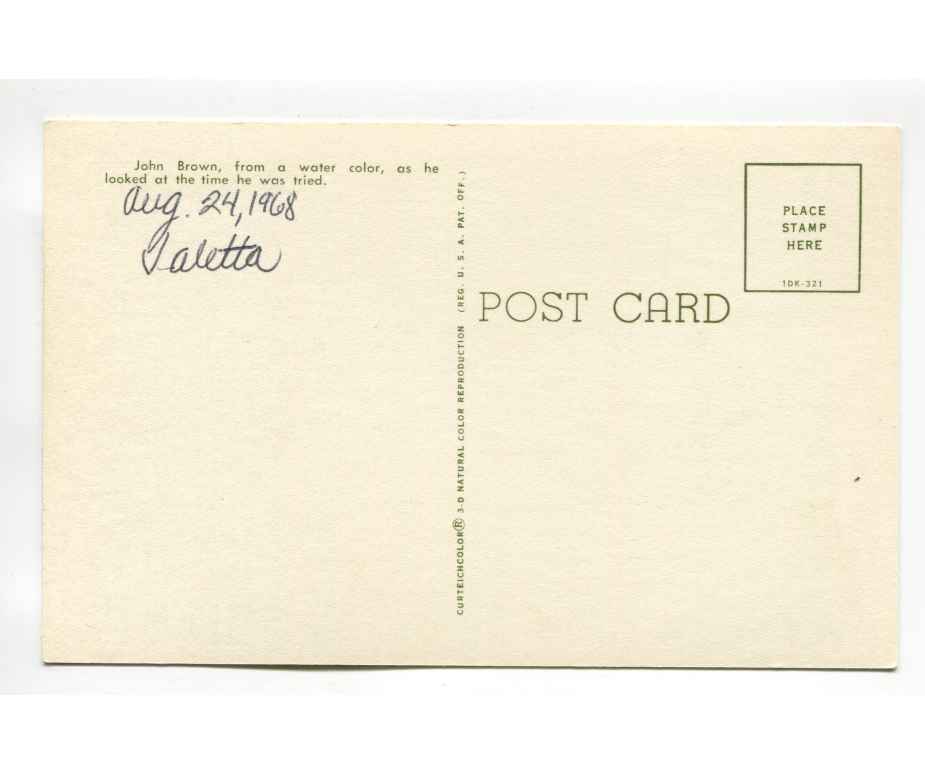 John Brown, from a water color, as he
looked at the time he was tried.
Aug. 24, 1968
Taletta
CURTEICHCOLOR® 3-D NATURAL COLOR REPRODUCTION (REG. U. S. A. PAT. OFF.)
POST CARD
PLACE
STAMP
HERE
1DK-321